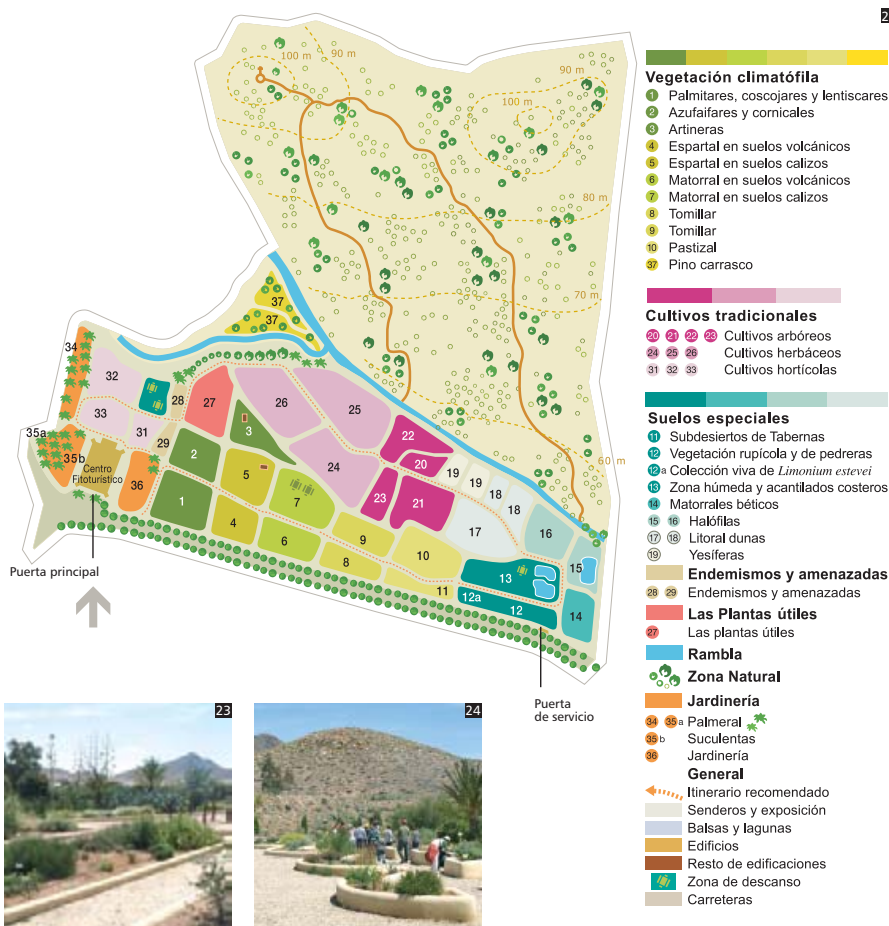 2
100 m
90 m
90 m
100 m
80 m
70 m
60 m
37
37
34
32
33
31
28
29
27
26
25
3
2
1
35a
35b
Centro
Fitoturístico
36
5
4
7
6
24
22
20
23
21
19
19
18
18
17
16
15
9
8
10
11
13
12a
12
14
Puerta principal
Puerta
de servicio
Vegetación climatófila
1 Palmitares, coscojares y lentiscares
2 Azufaifares y cornicales
3 Artineras
4 Espartal en suelos volcánicos
5 Espartal en suelos calizos
6 Matorral en suelos volcánicos
7 Matorral en suelos calizos
8 Tomillar
9 Tomillar
10 Pastizal
37 Pino carrasco
Cultivos tradicionales
20 21 22 23 Cultivos arbóreos
24 25 26 Cultivos herbáceos
31 32 33 Cultivos hortícolas
Suelos especiales
11 Subdesiertos de Tabernas
12 Vegetación rupícola y de pedreras
12a Colección viva de Limonium estevei
13 Zona húmeda y acantilados costeros
14 Matorrales béticos
15 16 Halófilas
17 18 Litoral dunas
19 Yesíferas
Endemismos y amenazadas
28 29 Endemismos y amenazadas
Las Plantas útiles
27 Las plantas útiles
Rambla
Zona Natural
Jardinería
34 35a Palmeral
35b Suculentas
36 Jardinería
General
Itinerario recomendado
Senderos y exposición
Balsas y lagunas
Edificios
Resto de edificaciones
Zona de descanso
Carreteras
23
24